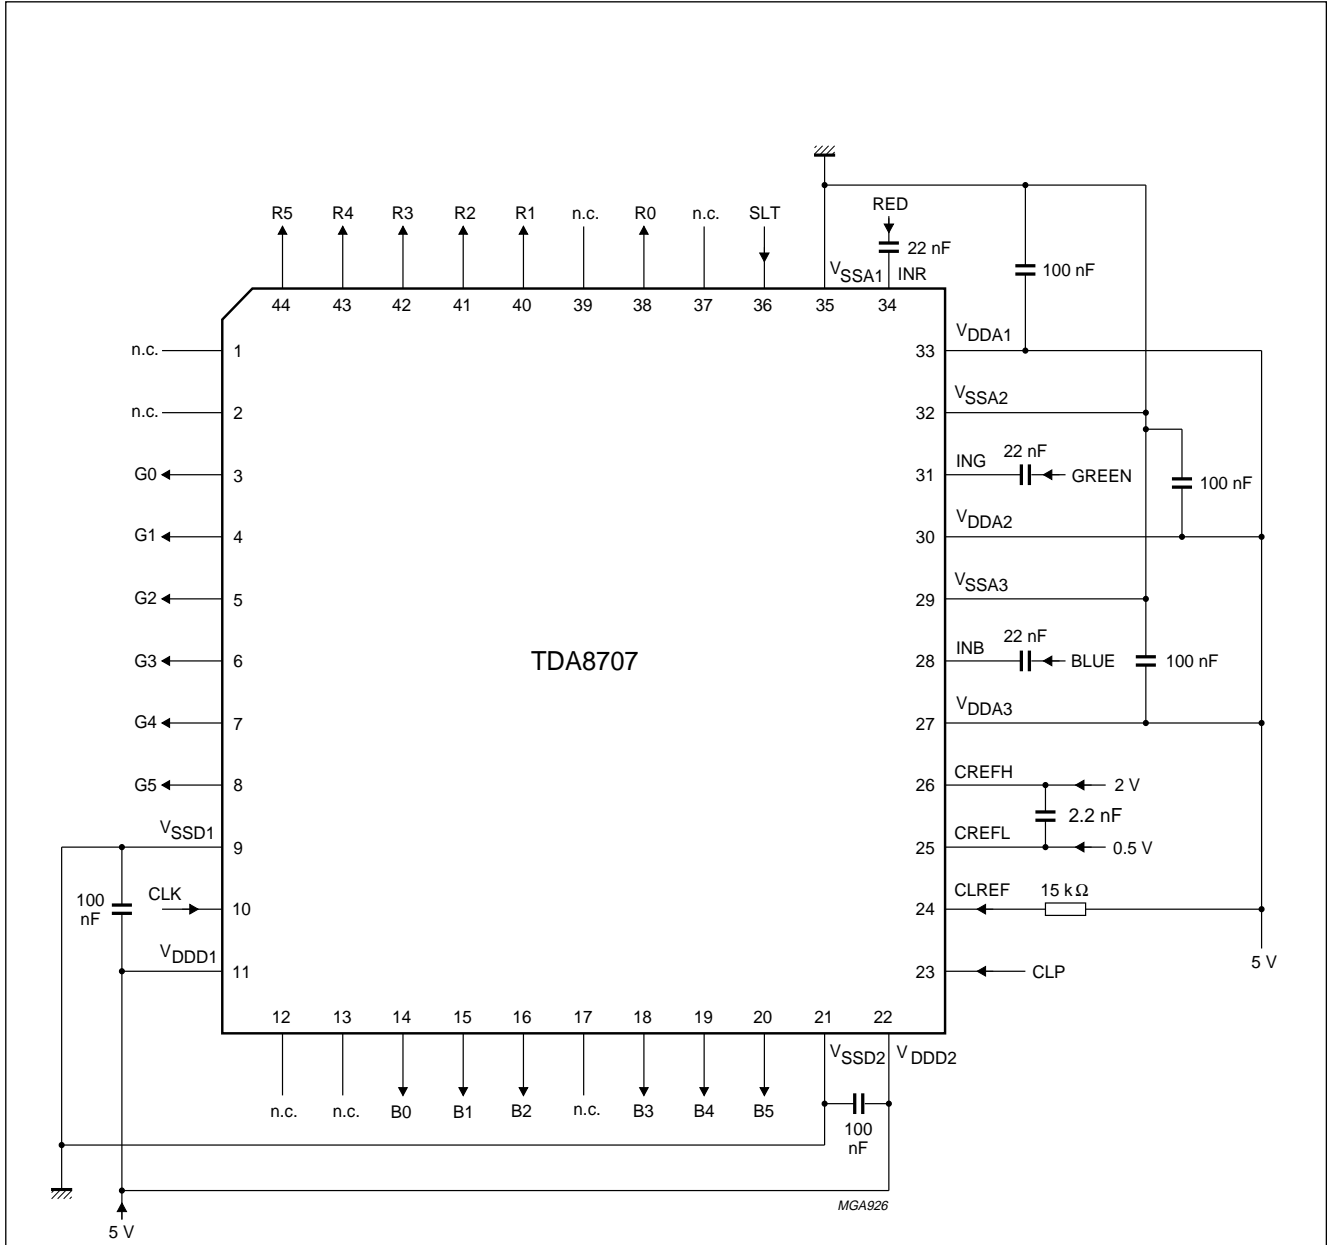 R5 R4 R3 R2 R1 n.c. R0 n.c. SLT RED
22 nF
VSSA1 INR
100 nF
44 43 42 41 40 39 38 37 36 35 34
n.c. 1
33 VDDA1
n.c. 2
32 VSSA2
G0 3
31 ING 22 nF GREEN
100 nF
G1 4
30 VDDA2
G2 5
29 VSSA3
G3 6
TDA8707
28 INB 22 nF BLUE
100 nF
G4 7
27 VDDA3
G5 8
26 CREFH 2 V
2.2 nF
VSSD1 9
25 CREFL 0.5 V
100
nF
CLK 10
24 CLREF 15 kΩ
VDDD1 11
23 CLP
5 V
12 13 14 15 16 17 18 19 20 21 22
VSSD2 VDDD2
n.c. n.c. B0 B1 B2 n.c. B3 B4 B5
100
nF
MGA926
5 V